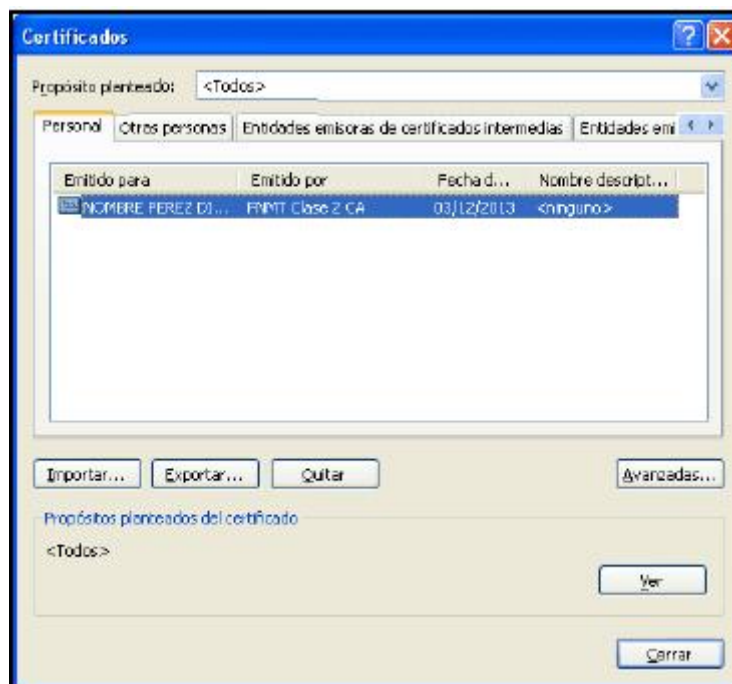 Certificados
Propósito planteado: <Todos>
Personal Otras personas Entidades emisoras de certificados intermedias Entidades emi
Emitido para Emitido por Fecha d... Nombre descript...
NOMBRE PEREZ DI... FNMT Clase 2 CA 03/12/2013 <ninguno>
Importar... Exportar... Quitar Avanzadas...
Propósitos planteados del certificado
<Todos>
Ver
Cerrar